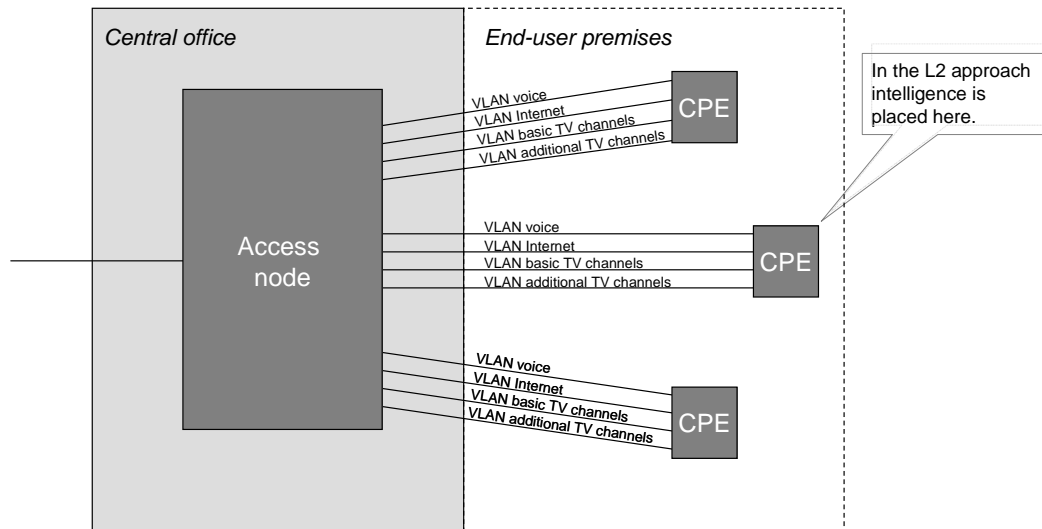 Central office
End-user premises
In the L2 approach
intelligence is
placed here.
VLAN voice
VLAN Internet
VLAN basic TV channels
VLAN additional TV channels
CPE
Access
node
VLAN voice
VLAN Internet
VLAN basic TV channels
VLAN additional TV channels
CPE
VLAN voice
VLAN Internet
VLAN basic TV channels
VLAN additional TV channels
CPE